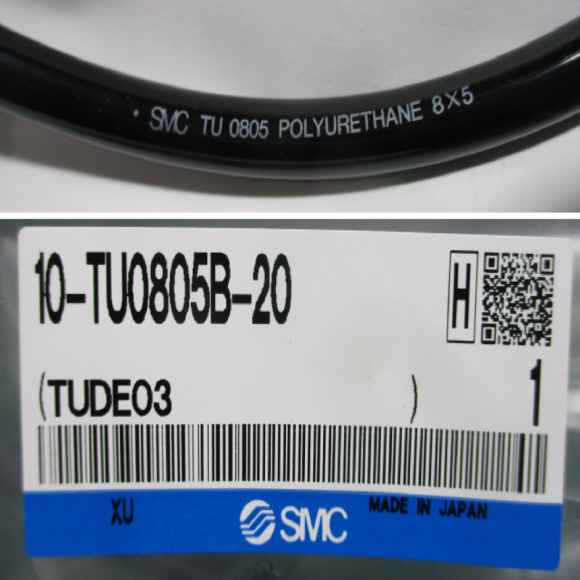 SMC TU 0805 POLYURETHANE 8×5
10-TU0805B-20
H
(TUDE03 )
1
XU
SMC
MADE IN JAPAN